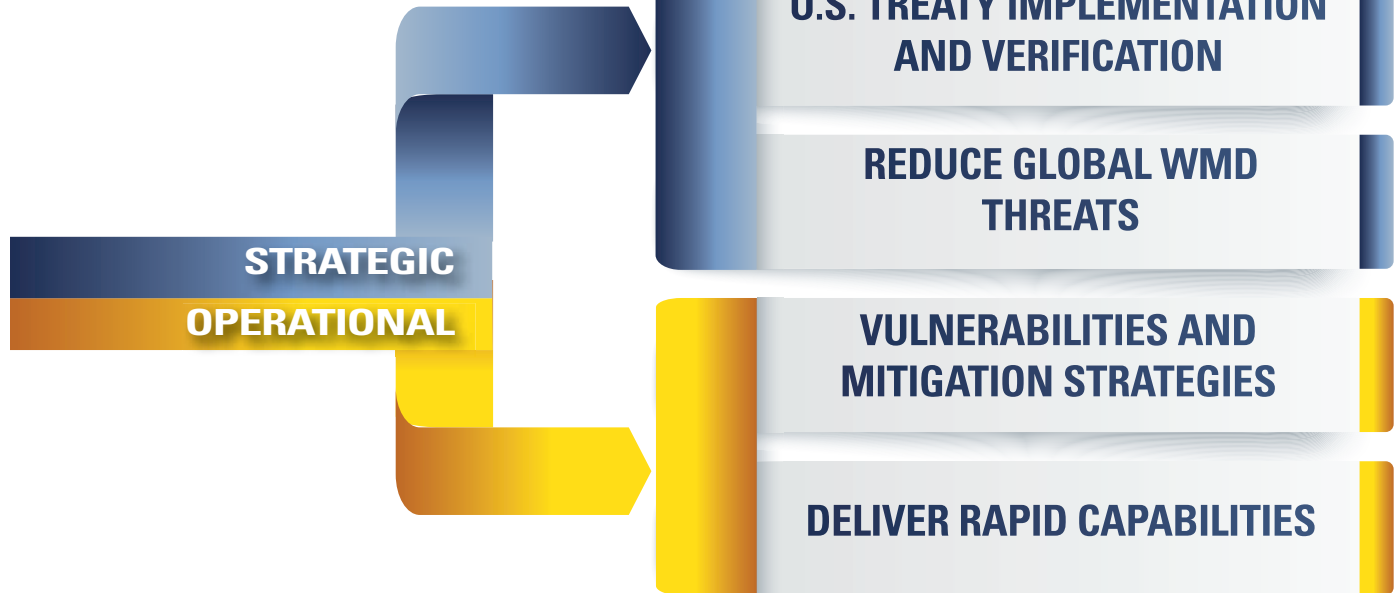 U.S. TREATY IMPLEMENTATION
AND VERIFICATION
REDUCE GLOBAL WMD
THREATS
STRATEGIC
OPERATIONAL
VULNERABILITIES AND
MITIGATION STRATEGIES
DELIVER RAPID CAPABILITIES